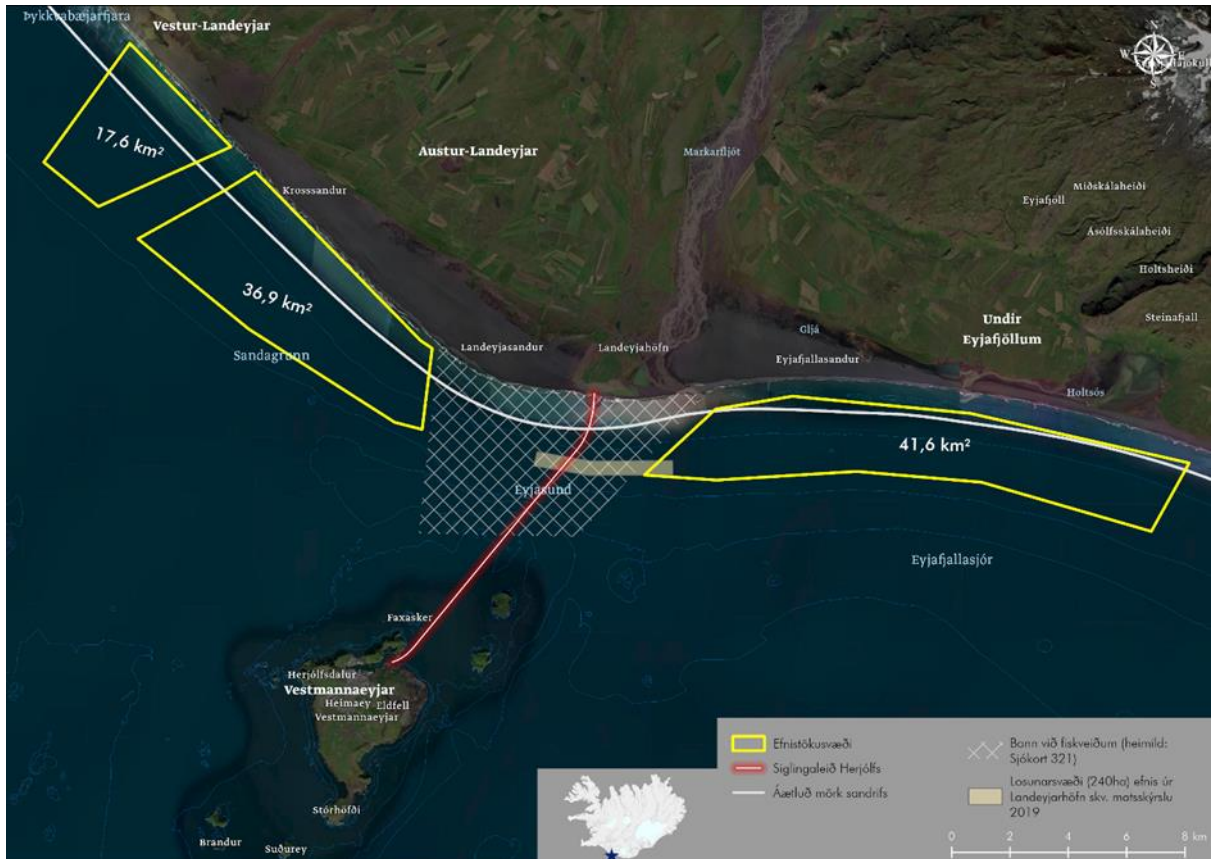 Þykkvabæjarfjara
Vestur-Landeyjar
N
W
E
S
17,6 km²
Austur-Landeyjar
Markarfljót
Krosssandur
Miðskálaheiði
Eyjafjöll
Ásólfsskálaheiði
Holtsheiði
36,9 km²
Steinafjall
Undir
Eyjafjöllum
Gljá
Sandagrunn
Landeyjasandur
Landeyjahöfn
Eyjafjallasandur
Holtsós
41,6 km²
Eyjasund
Eyjafjallasjór
Faxasker
Herjólfsdalur
Vestmannaeyjar
Heimaey
Eldfell
Vestmannaeyjar
Stórhöfði
Brandur
Suðurey
Efnistökusvæði
Siglingaleið Herjólfs
Áætluð mörk sandrifs
Bann við fiskveiðum (heimild:
Sjókort 321)
Losunarsvæði (240ha) efnis úr
Landeyjarhöfn skv. matsskýrslu
2019
0 2 4 6 8 km